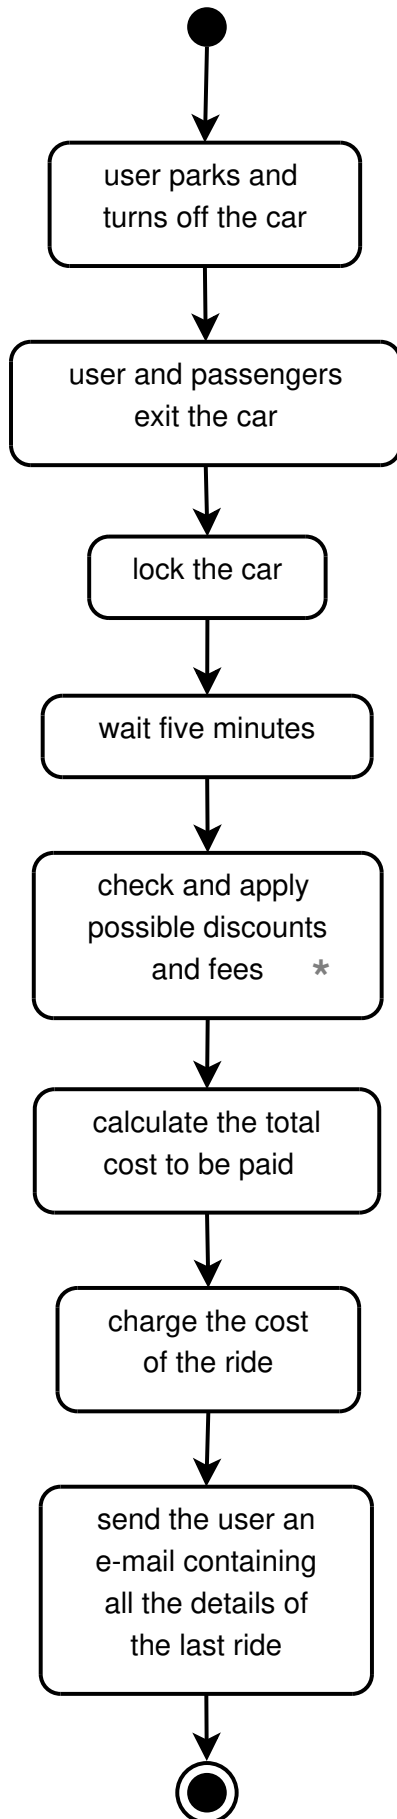 user parks and
turns off the car
user and passengers
exit the car
lock the car
wait five minutes
check and apply
possible discounts
and fees *
calculate the total
cost to be paid
charge the cost
of the ride
send the user an
e-mail containing
all the details of
the last ride